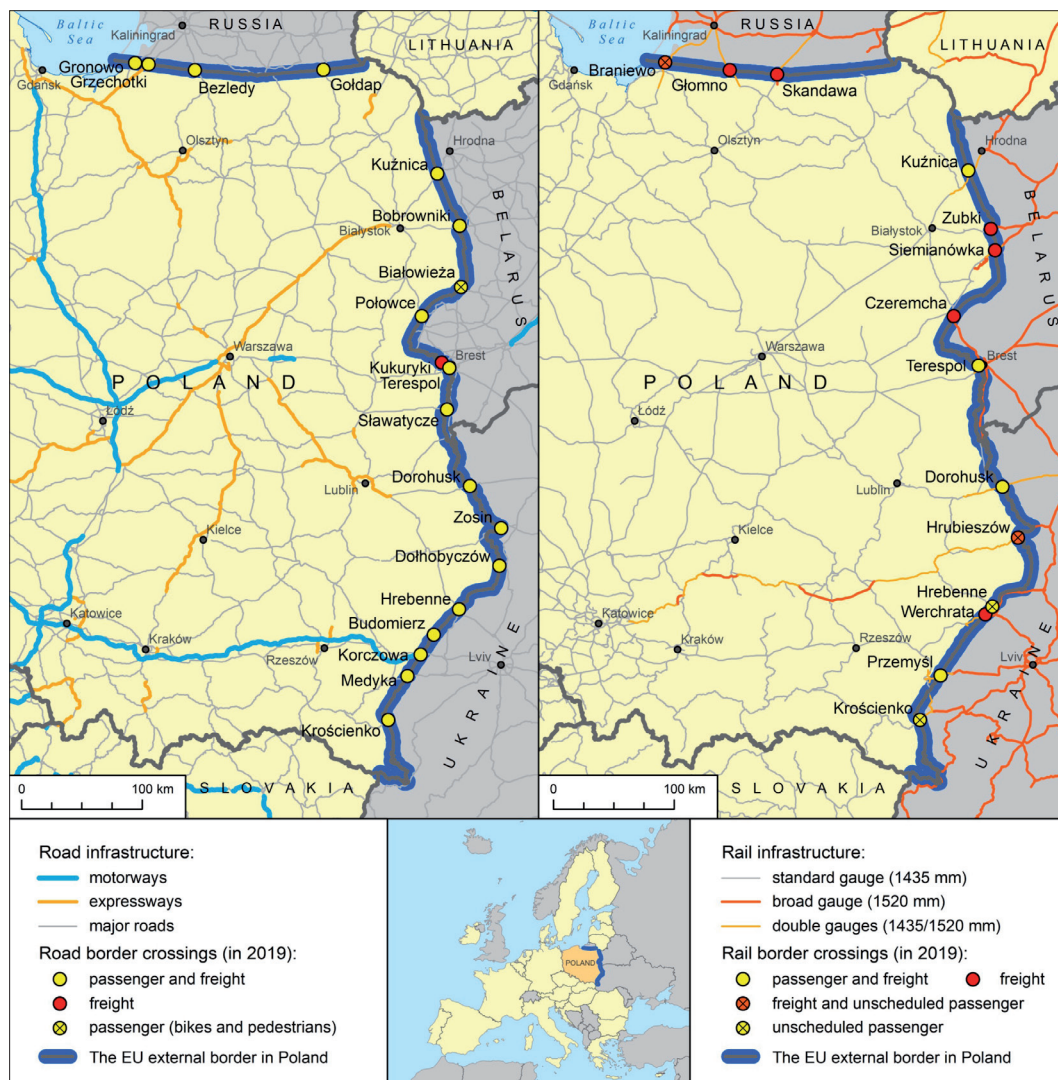 Baltic
Sea
RUSSIA
Kaliningrad
LITHUANIA
Gronowo
Grzechotki
Gdańsk
Bezledy
Gołdap
Olsztyn
Hrodna
Kuźnica
BELARUS
Bobrowniki
Białystok
Białowieża
Połowce
Warszawa
Brest
Kukuryki
Terespol
POLAND
Łódź
Sławatycze
Dorohusk
Lublin
Zosin
Kielce
Dołhobyczów
Hrebenne
Katowice
Budomierz
Kraków
Rzeszów
Korczowa
Lviv
Medyka
UKRAINE
Krościenko
SLOVAKIA
0 100 km
Baltic
Sea
RUSSIA
Kaliningrad
LITHUANIA
Braniewo
Gdańsk
Głomno
Skandawa
Olsztyn
Hrodna
Kuźnica
BELARUS
Zubki
Białystok
Siemianówka
Czeremcha
Warszawa
Brest
Terespol
POLAND
Łódź
Dorohusk
Lublin
Hrubieszów
Kielce
Hrebenne
Werchrata
Katowice
Kraków
Rzeszów
Lviv
Przemyśl
UKRAINE
Krościenko
SLOVAKIA
0 100 km
Road infrastructure:
motorways
expressways
major roads
Road border crossings (in 2019):
passenger and freight
freight
passenger (bikes and pedestrians)
The EU external border in Poland
POLAND
Rail infrastructure:
standard gauge (1435 mm)
broad gauge (1520 mm)
double gauges (1435/1520 mm)
Rail border crossings (in 2019):
passenger and freight freight
freight and unscheduled passenger
unscheduled passenger
The EU external border in Poland